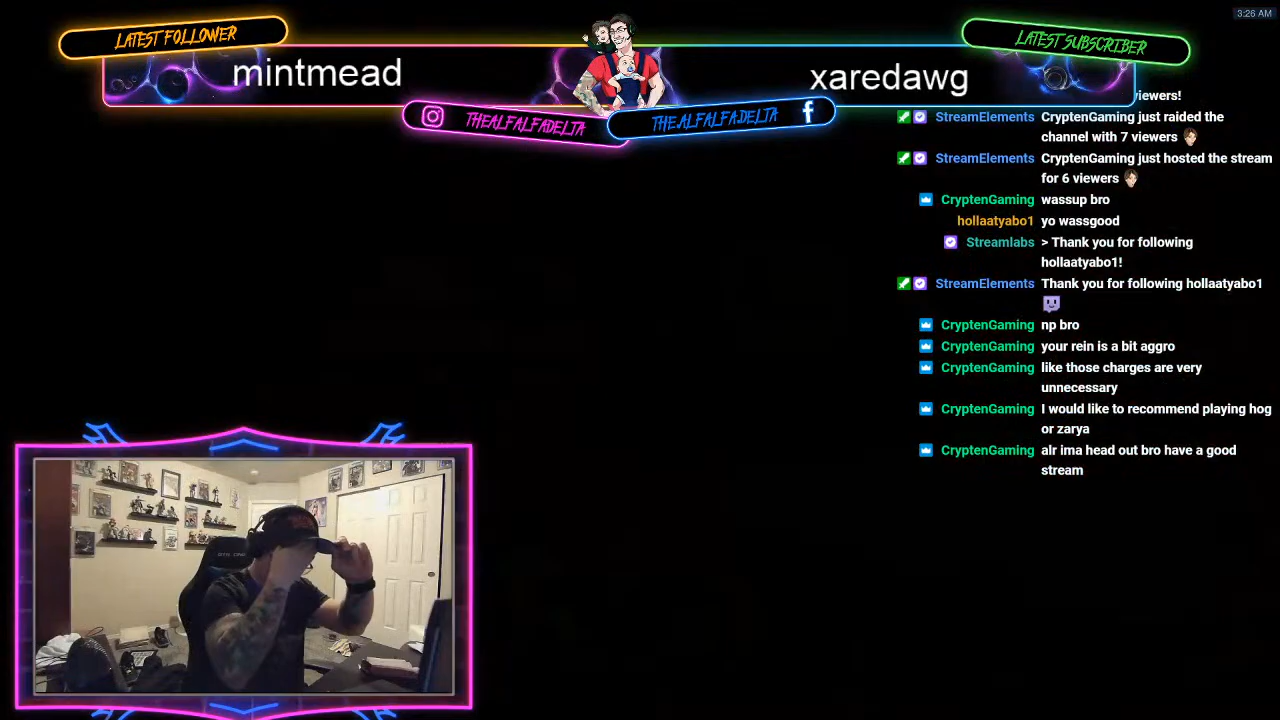 3:26 AM
LATEST FOLLOWER
LATEST SUBSCRIBER
mintmead
xaredawg
THEALFALFADELTA
THEALFALFADELTA
iewers!
StreamElements CryptenGaming just raided the
channel with 7 viewers
StreamElements CryptenGaming just hosted the stream
for 6 viewers
CryptenGaming wassup bro
hollaatyabo1 yo wassgood
Streamlabs > Thank you for following
hollaatyabo1!
StreamElements Thank you for following hollaatyabo1
CryptenGaming np bro
CryptenGaming your rein is a bit aggro
CryptenGaming like those charges are very
unnecessary
CryptenGaming I would like to recommend playing hog
or zarya
CryptenGaming alr ima head out bro have a good
stream